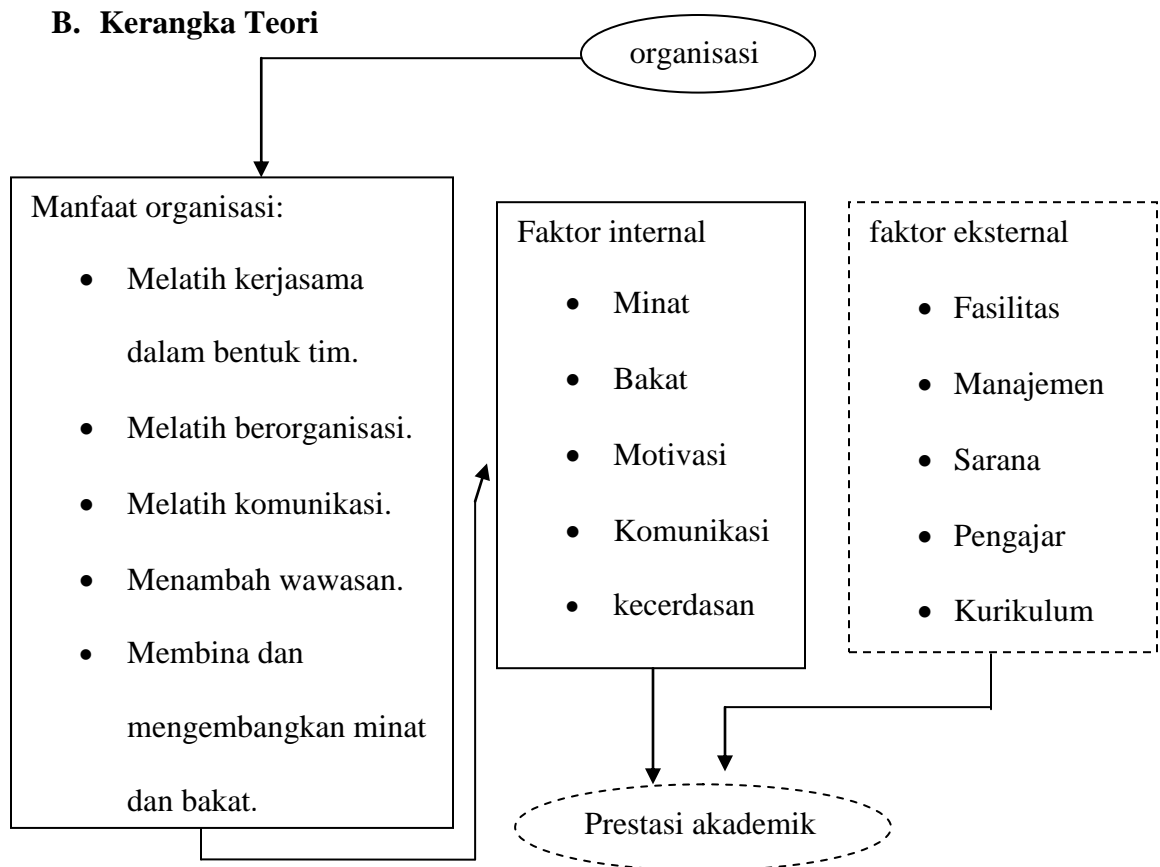 B. Kerangka Teori
organisasi
Manfaat organisasi:
• Melatih kerjasama
dalam bentuk tim.
• Melatih berorganisasi.
• Melatih komunikasi.
• Menambah wawasan.
• Membina dan
mengembangkan minat
dan bakat.
Faktor internal
• Minat
• Bakat
• Motivasi
• Komunikasi
• kecerdasan
faktor eksternal
• Fasilitas
• Manajemen
• Sarana
• Pengajar
• Kurikulum
Prestasi akademik